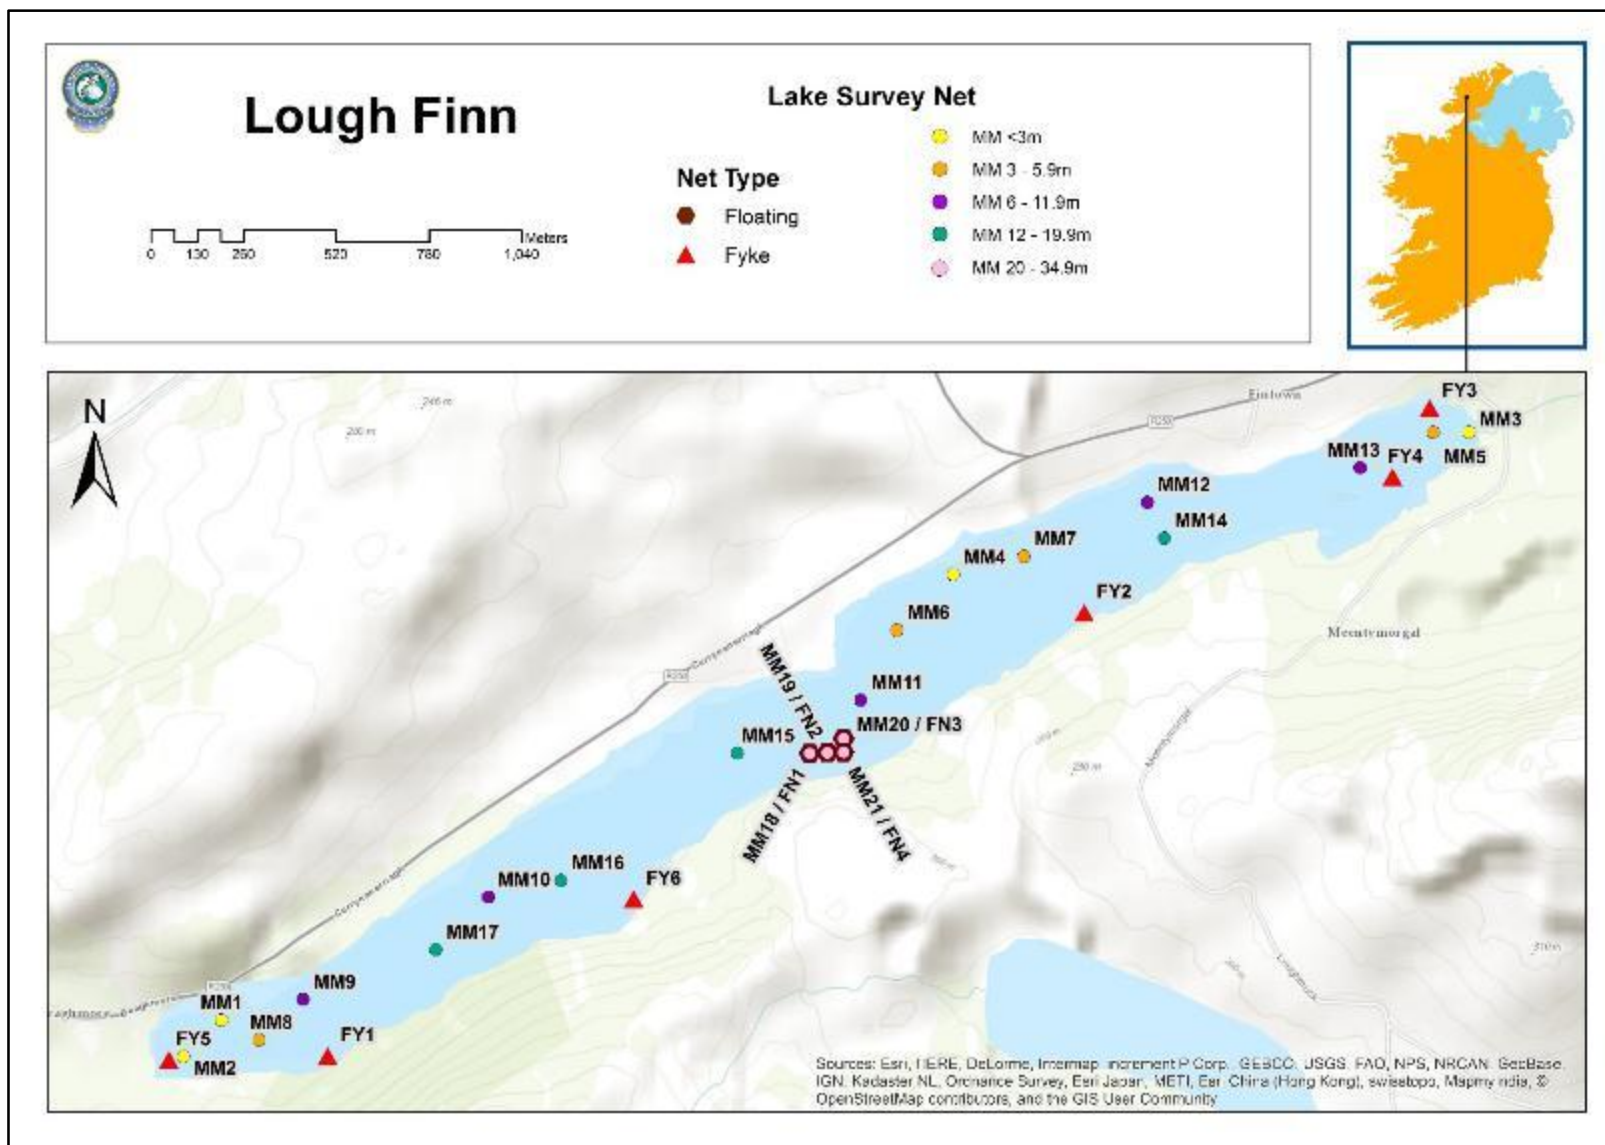 Lough Finn
Lake Survey Net
Net Type
Floating
Fyke
MM <3m
MM 3 - 5.9m
MM 6 - 11.9m
MM 12 - 19.9m
MM 20 - 34.9m
0 130 260 520 780 1,040 Meters
N
FY3
MM3
MM13
FY4
MM5
MM12
MM14
MM7
MM4
FY2
MM6
Meentymorgal
MM19 / FN2
MM11
MM20 / FN3
MM15
MM18 / FN1
MM21 / FN4
Meentymorgal
MM16
MM10
FY6
MM17
MM9
MM1
MM8
FY5
FY1
MM2
Sources: Esri, HERE, DeLorme, Intermap, increment P Corp., GEBCO, USGS, FAO, NPS, NRCAN, GeoBase,
IGN, Kadaster NL, Ordnance Survey, Esri Japan, METI, Esri China (Hong Kong), swisstopo, MapmyIndia, ©
OpenStreetMap contributors, and the GIS User Community